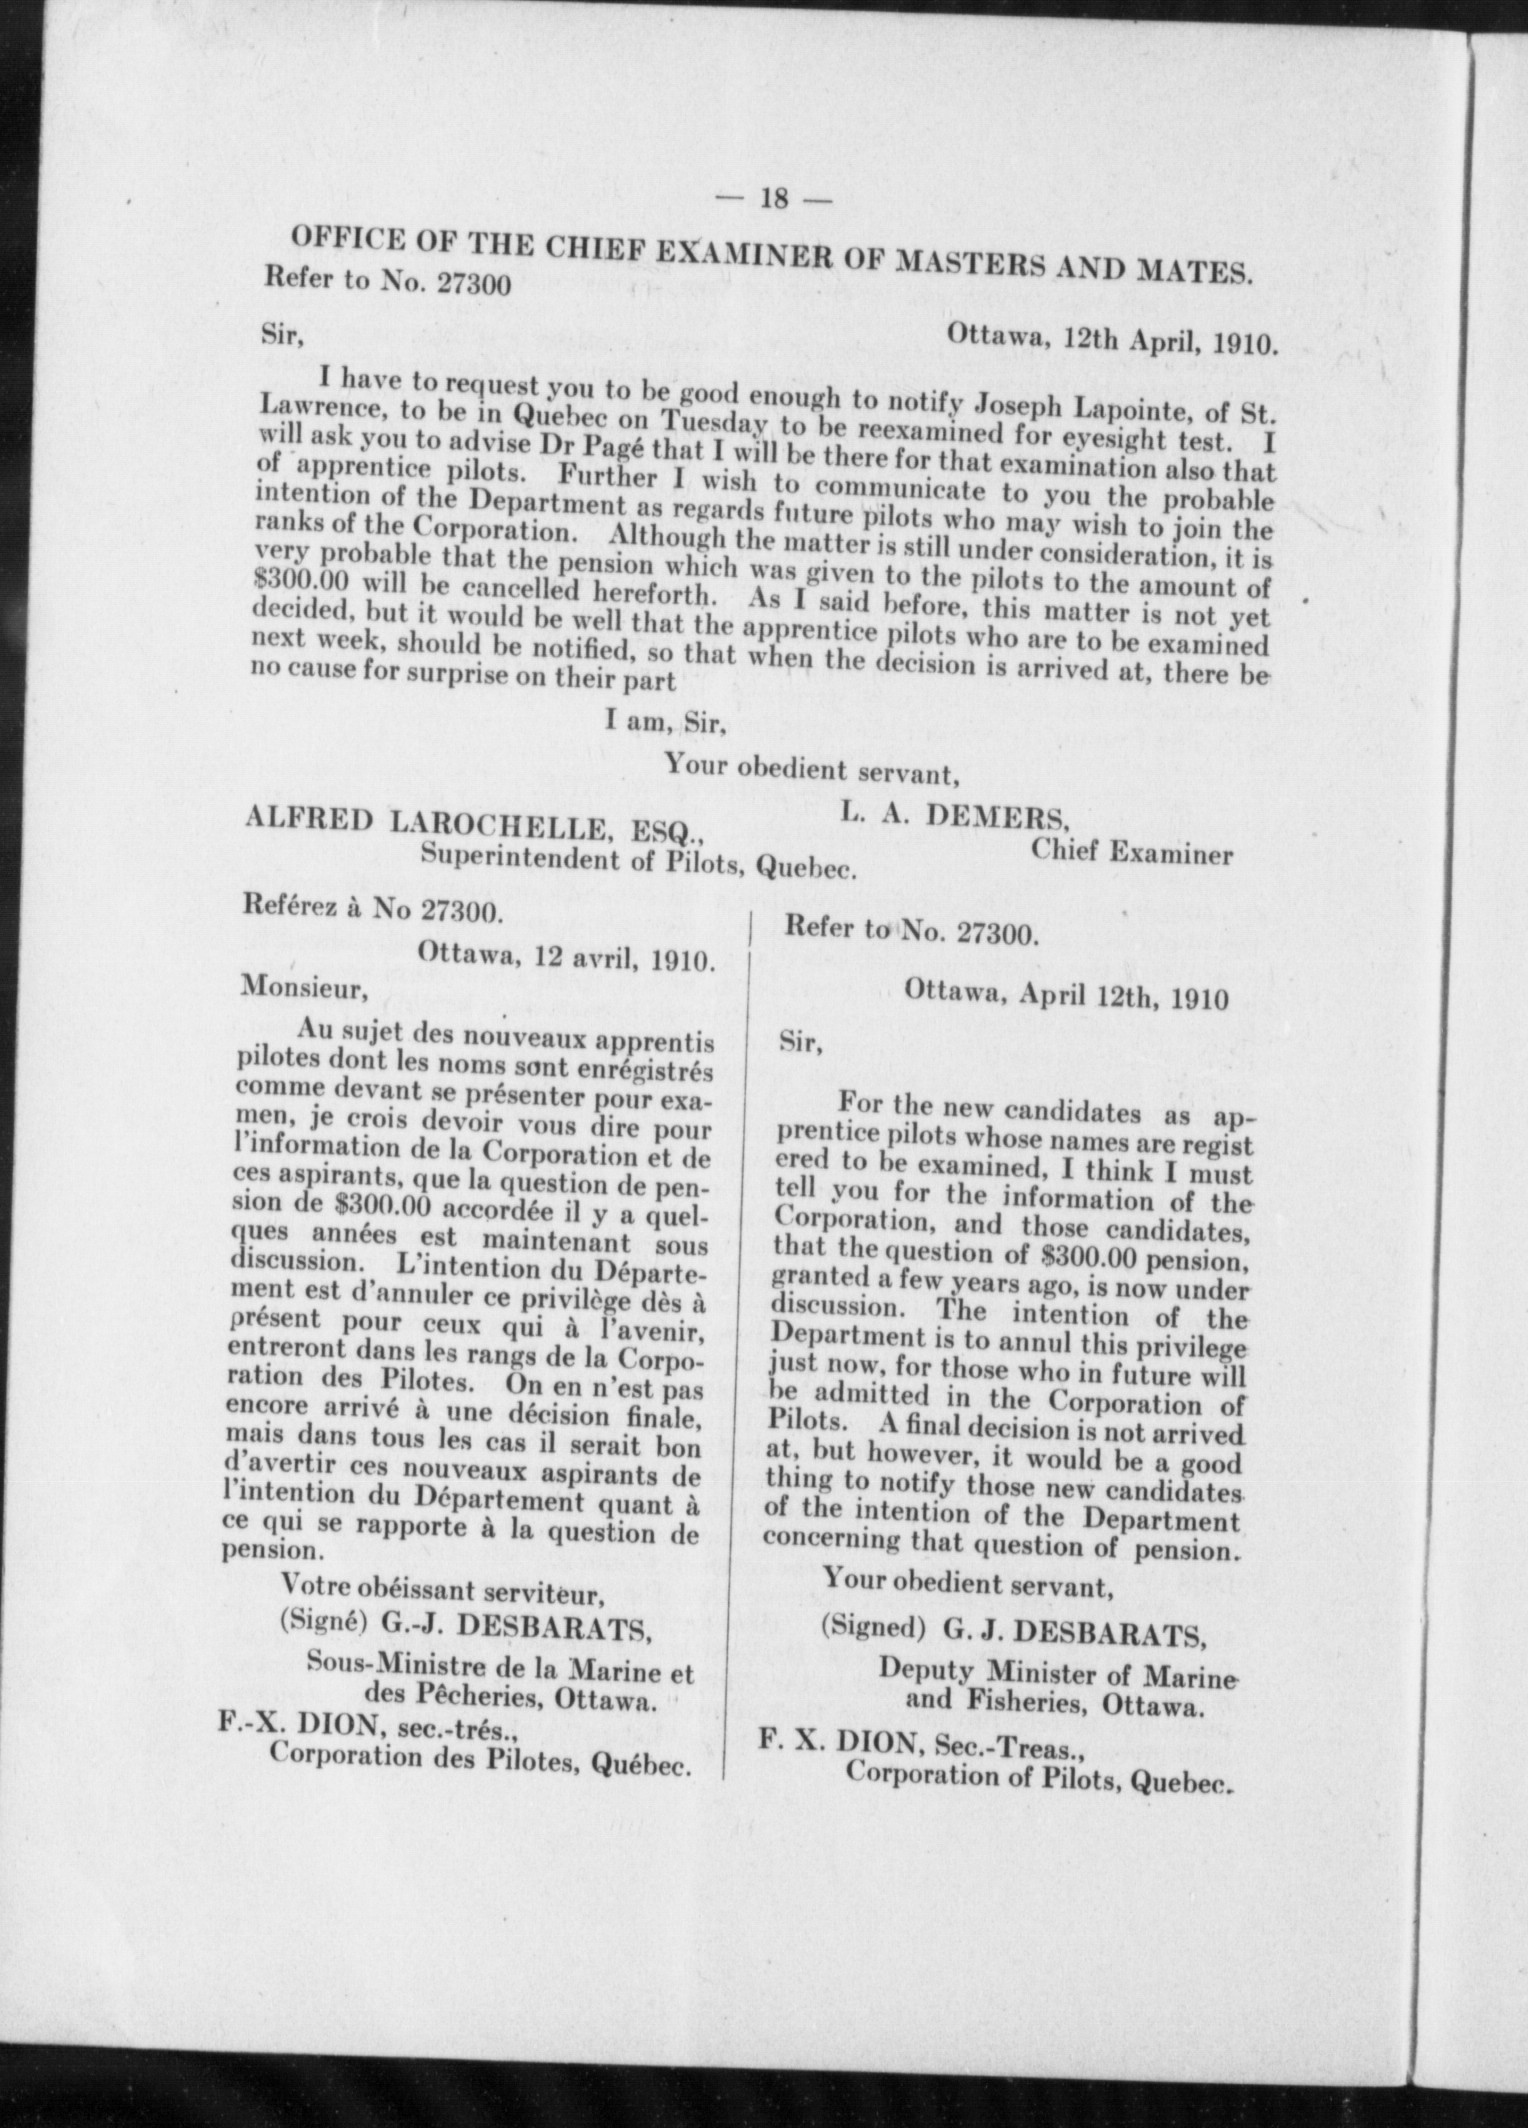 — 18 —
OFFICE OF THE CHIEF EXAMINER OF MASTERS AND MATES.
Refer to No. 27300
Ottawa, 12th April, 1910.
Sir,
I have to request you to be good enough to notify Joseph Lapointe, of St.
Lawrence, to be in Quebec on Tuesday to be reexamined for eyesight test. I
will ask you to advise Dr Pagé that I will be there for that examination also that
of apprentice pilots. Further I wish to communicate to you the probable
intention of the Department as regards future pilots who may wish to join the
ranks of the Corporation. Although the matter is still under consideration, it is
very probable that the pension which was given to the pilots to the amount of
$300.00 will be cancelled hereforth. As I said before, this matter is not yet
decided, but it would be well that the apprentice pilots who are to be examined
next week, should be notified, so that when the decision is arrived at, there be
no cause for surprise on their part
I am, Sir,
Your obedient servant,
L. A. DEMERS,
Chief Examiner
ALFRED LAROCHELLE, ESQ.,
Superintendent of Pilots, Quebec.
Reférez à No 27300.
Ottawa, 12 avril, 1910.
Monsieur,
Au sujet des nouveaux apprentis
pilotes dont les noms sont enrégistrés
comme devant se présenter pour exa-
men, je crois devoir vous dire pour
l'information de la Corporation et de
ces aspirants, que la question de pen-
sion de $300.00 accordée il y a quel-
ques années est maintenant sous
discussion. L'intention du Départe-
ment est d'annuler ce privilège dès à
présent pour ceux qui à l'avenir,
entreront dans les rangs de la Corpo-
ration des Pilotes. On en n'est pas
encore arrivé à une décision finale,
mais dans tous les cas il serait bon
d'avertir ces nouveaux aspirants de
l'intention du Département quant à
ce qui se rapporte à la question de
pension.
Votre obéissant serviteur,
(Signé) G.-J. DESBARATS,
Sous-Ministre de la Marine et
des Pêcheries, Ottawa.
F.-X. DION, sec.-trés.,
Corporation des Pilotes, Québec.
Refer to No. 27300.
Ottawa, April 12th, 1910
Sir,
For the new candidates as ap-
prentice pilots whose names are regist
ered to be examined, I think I must
tell you for the information of the
Corporation, and those candidates,
that the question of $300.00 pension,
granted a few years ago, is now under
discussion. The intention of the
Department is to annul this privilege
just now, for those who in future will
be admitted in the Corporation of
Pilots. A final decision is not arrived
at, but however, it would be a good
thing to notify those new candidates
of the intention of the Department
concerning that question of pension.
Your obedient servant,
(Signed) G. J. DESBARATS,
Deputy Minister of Marine
and Fisheries, Ottawa.
F. X. DION, Sec.-Treas.,
Corporation of Pilots, Quebec.